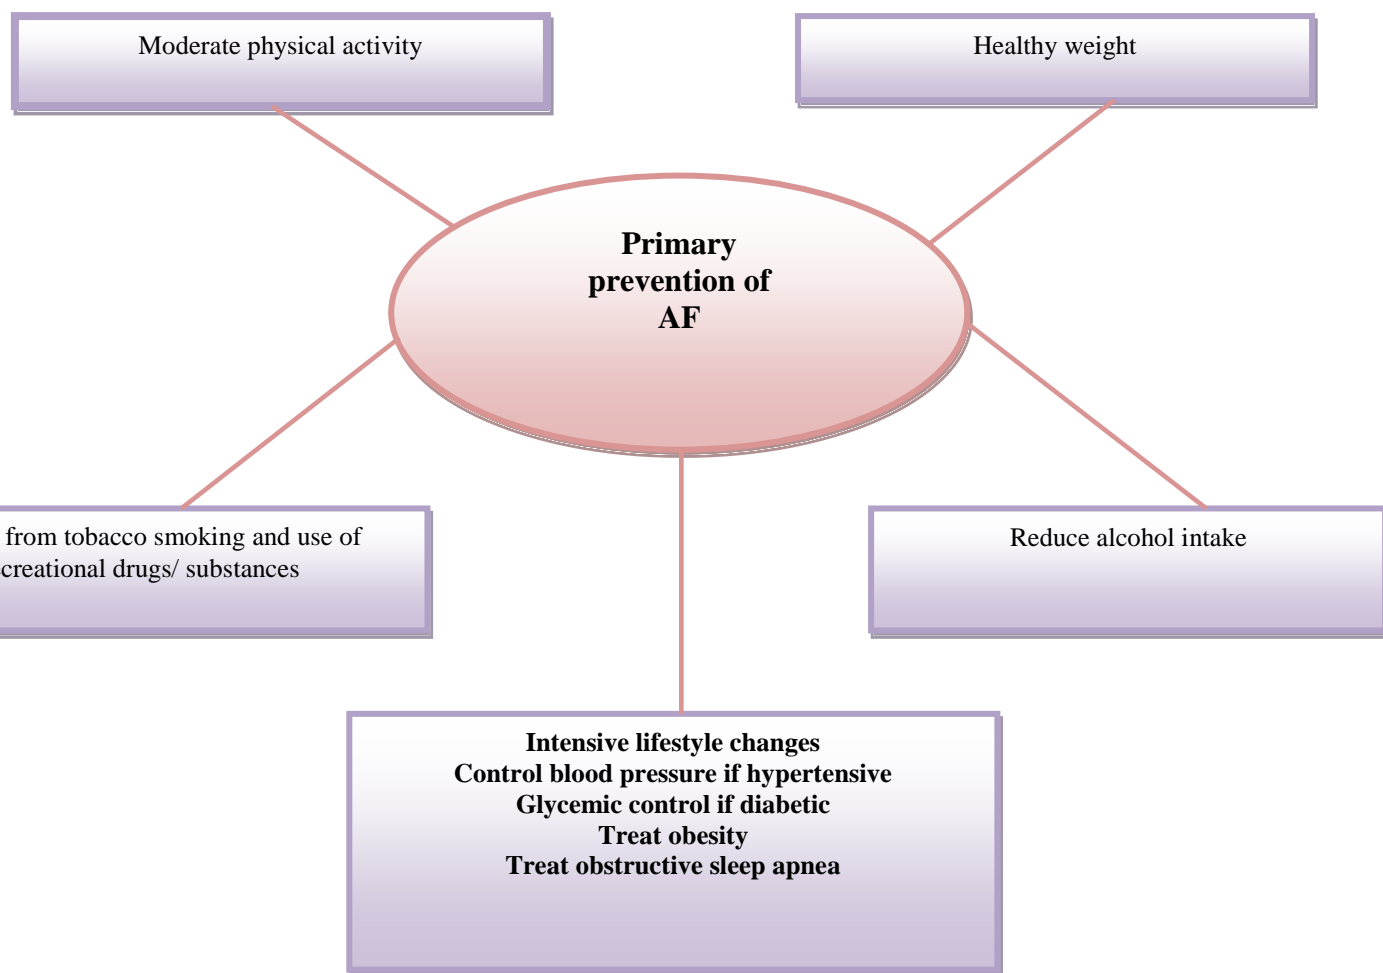 Moderate physical activity
Healthy weight
Primary
prevention of
AF
from tobacco smoking and use of
creational drugs/ substances
Reduce alcohol intake
Intensive lifestyle changes
Control blood pressure if hypertensive
Glycemic control if diabetic
Treat obesity
Treat obstructive sleep apnea